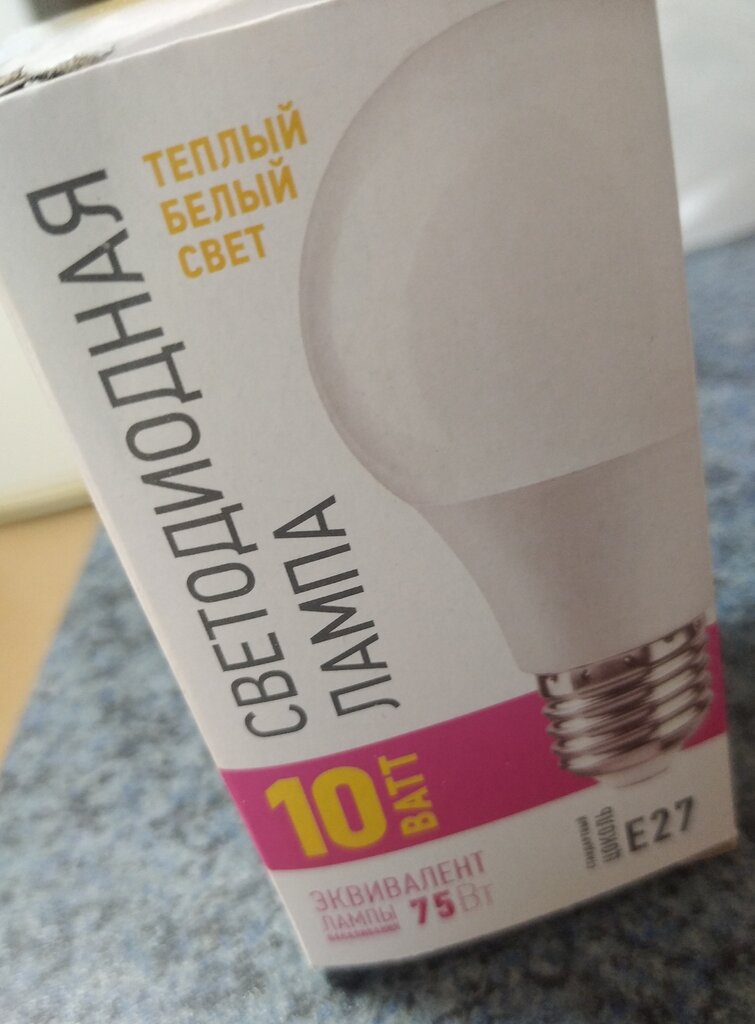 ТЕПЛЫЙ
БЕЛЫЙ
СВЕТ
СВЕТОДИОДНАЯ
ЛАМПА
10
ВАТТ
ЭКВИВАЛЕНТ
ЛАМПЫ
75 Вт
ЦОКОЛЬ
E27